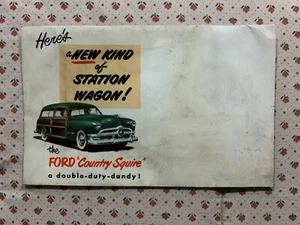 Here's
a NEW KIND
of
STATION
WAGON!
the
FORD "Country Squire"
a double-duty-dandy!